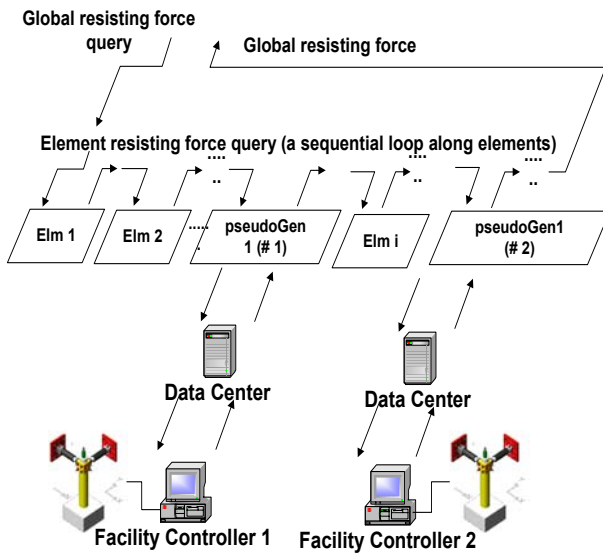 Global resisting force
query
Global resisting force
Element resisting force query (a sequential loop along elements)
....
..
....
..
....
..
Elm 1
Elm 2
.....
.
pseudoGen
1 (# 1)
Elm i
pseudoGen1
(# 2)
Data Center
Data Center
Facility Controller 1
Facility Controller 2